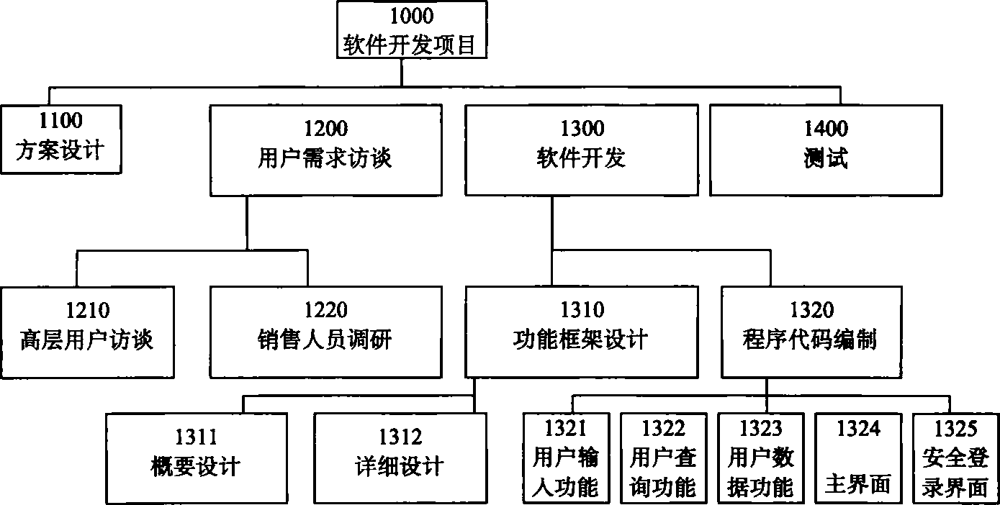 1000
软件开发项目
1100
方案设计
1200
用户需求访谈
1300
软件开发
1400
测试
1210
高层用户访谈
1220
销售人员调研
1310
功能框架设计
1320
程序代码编制
1311
概要设计
1312
详细设计
1321
用户输
入功能
1322
用户查
询功能
1323
用户数
据功能
1324
主界面
1325
安全登
录界面